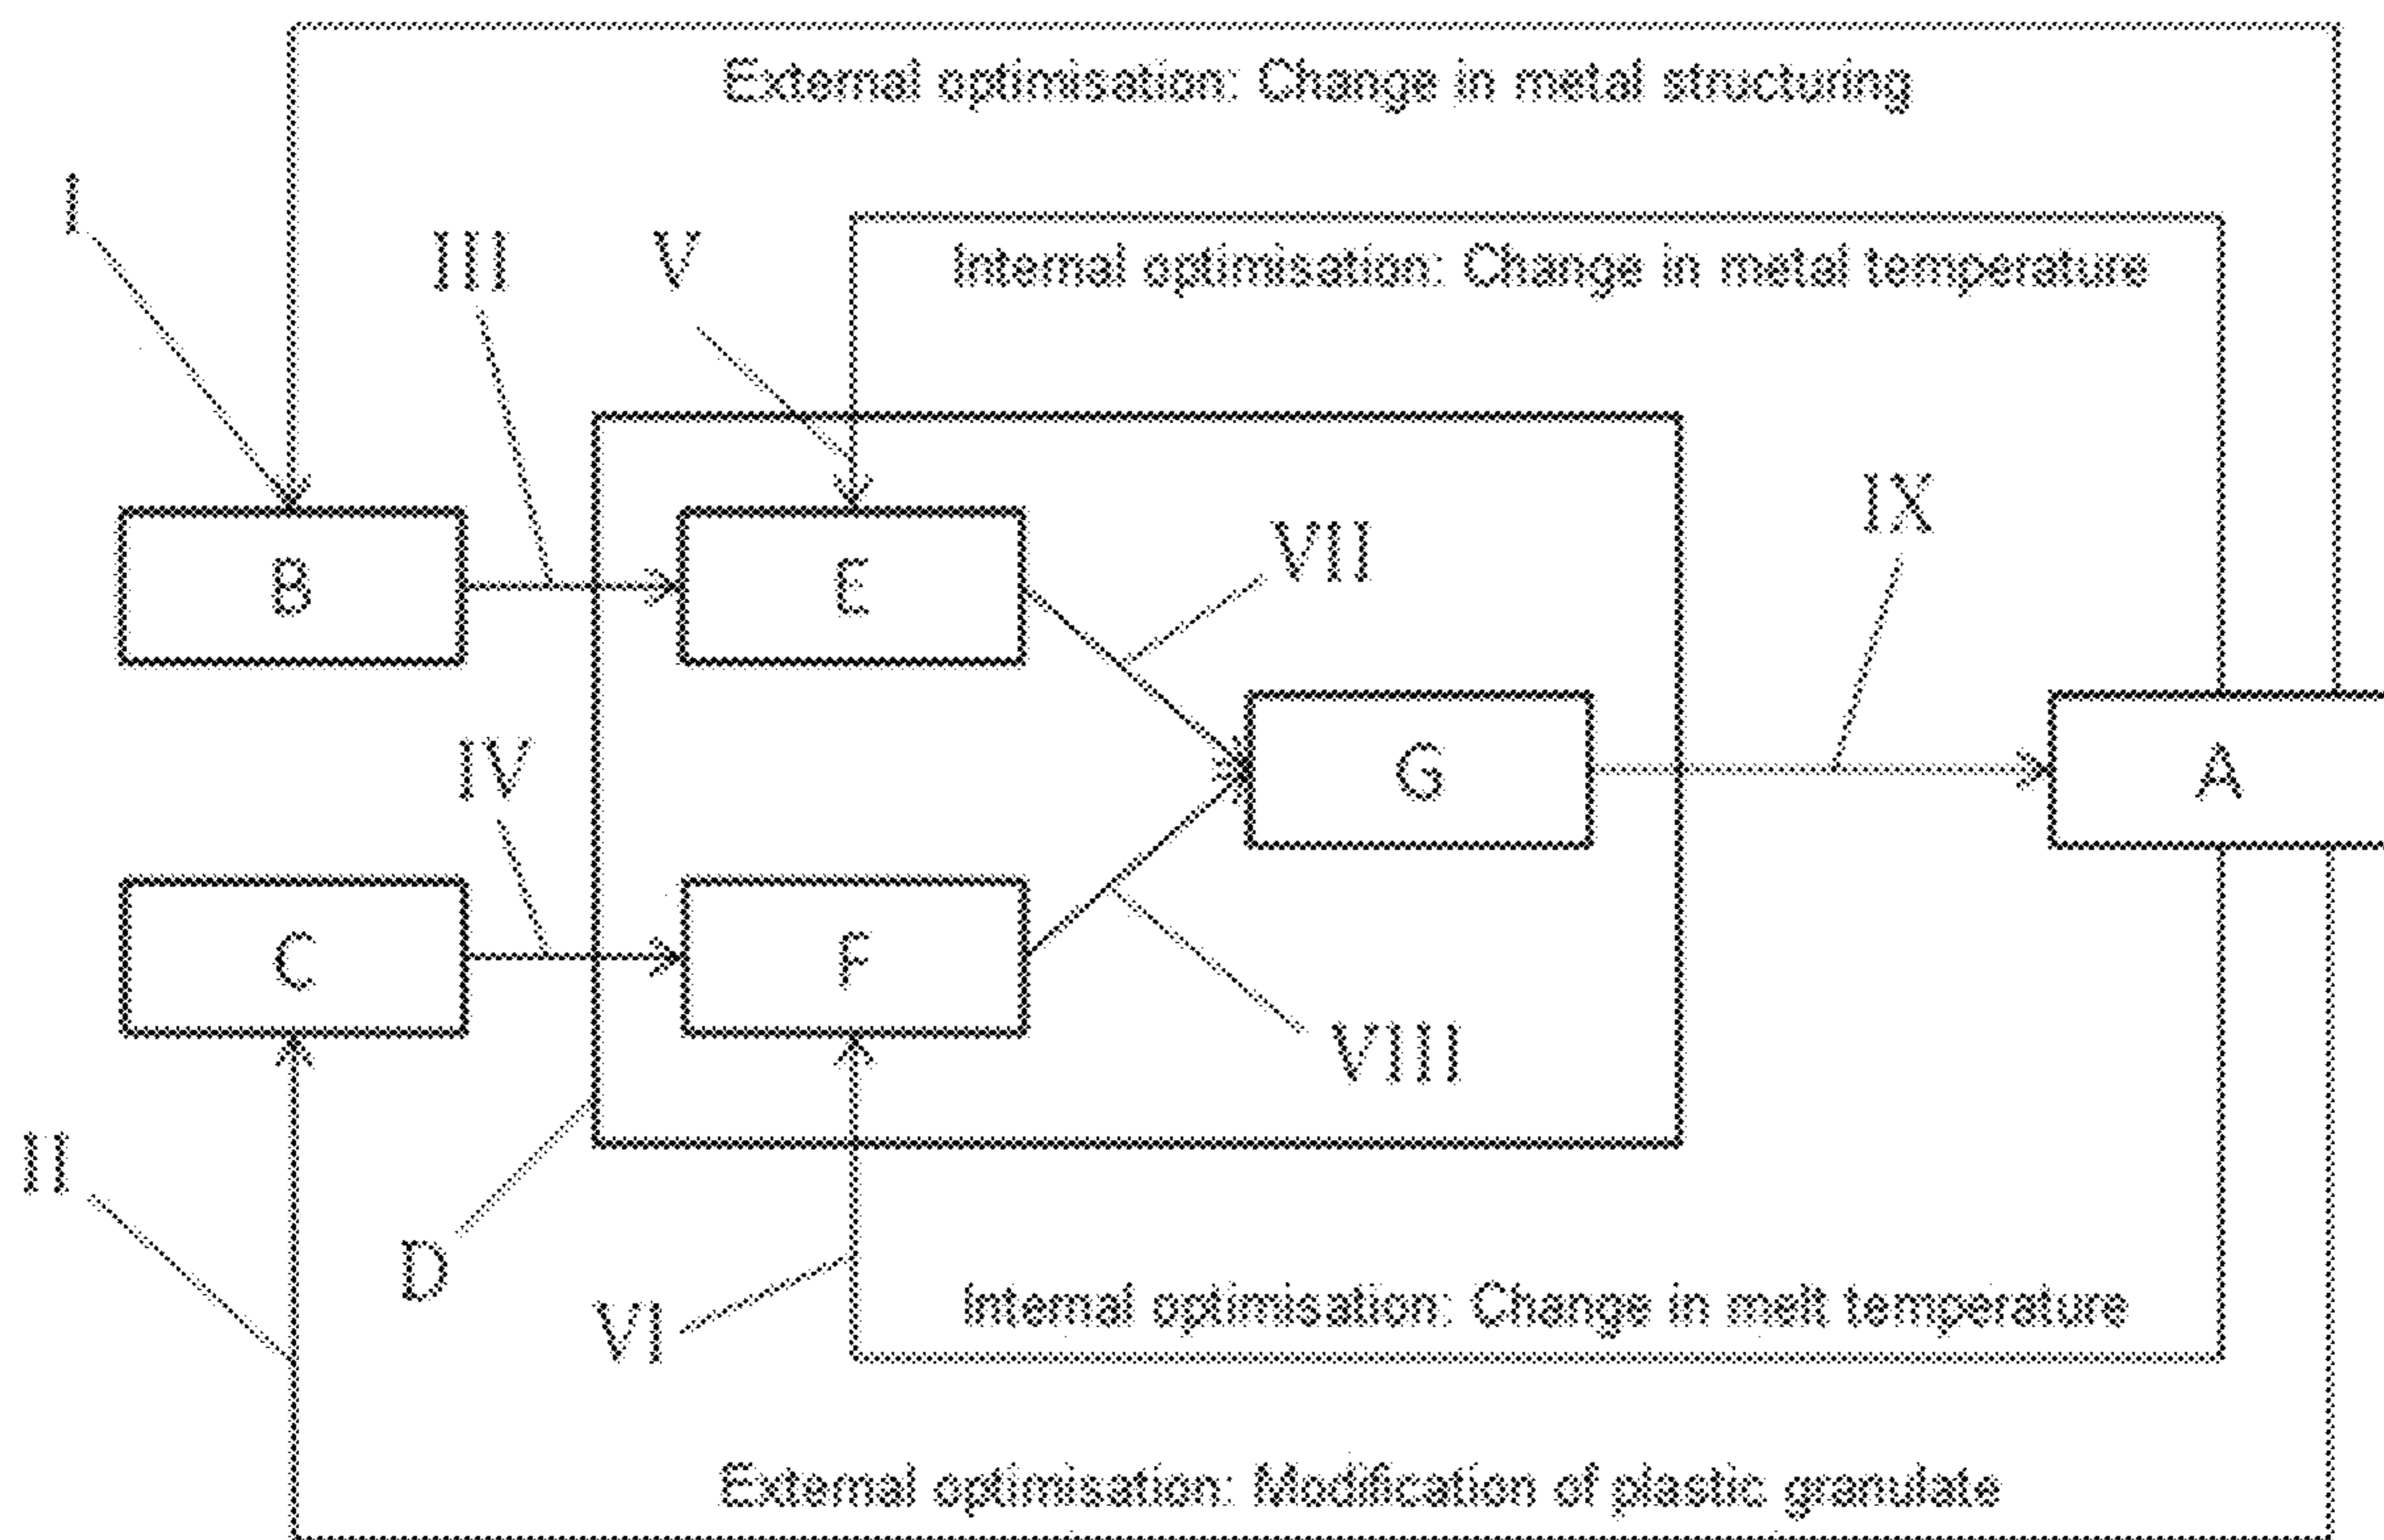 External optimisation: Change in metal structuring
I
III
V
Internal optimisation: Change in metal temperature
IX
VII
B
E
IV
G
A
C
F
VIII
II
D
VI
Internal optimisation: Change in melt temperature
External optimisation: Modification of plastic granulate